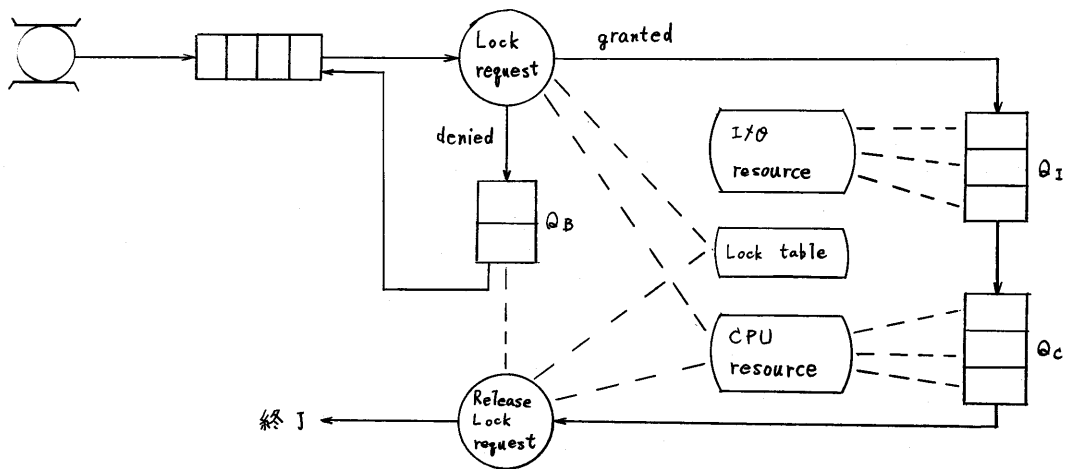 Lock
request
granted
denied
I/O
resource
QI
QB
Lock table
CPU
resource
QC
Release
Lock
request
終了